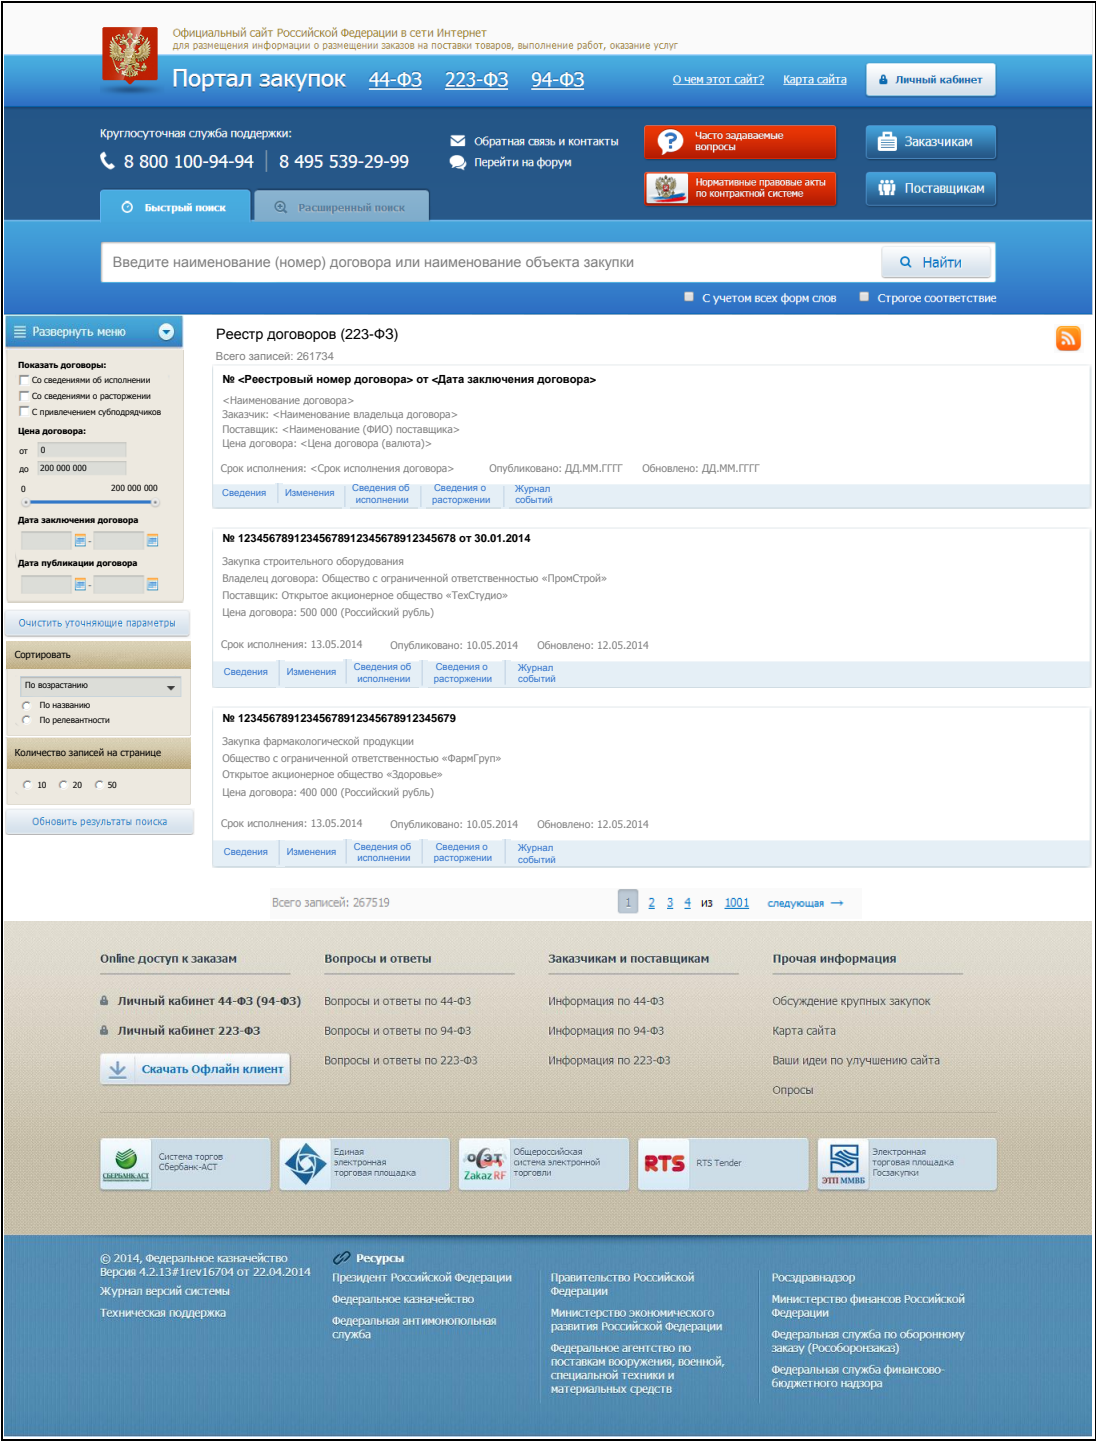 Официальный сайт Российской Федерации в сети Интернет
для размещения информации о размещении заказов на поставки товаров, выполнение работ, оказание услуг
Портал закупок 44-ФЗ 223-ФЗ 94-ФЗ
О чем этот сайт? Карта сайта
Личный кабинет
Круглосуточная служба поддержки:
8 800 100-94-94 8 495 539-29-99
Обратная связь и контакты
Перейти на форум
Часто задаваемые
вопросы
Нормативные правовые акты
по контрактной системе
Заказчикам
Поставщикам
Быстрый поиск
Расширенный поиск
Введите наименование (номер) договора или наименование объекта закупки
Найти
С учетом всех форм слов
Строгое соответствие
Развернуть меню
Показать договоры:
Со сведениями об исполнении
Со сведениями о расторжении
С привлечением субподрядчиков
Цена договора:
от 0
до 200 000 000
0 200 000 000
Дата заключения договора
-
Дата публикации договора
-
Очистить уточняющие параметры
Сортировать
По возрастанию
По названию
По релевантности
Количество записей на странице
10 20 50
Обновить результаты поиска
Реестр договоров (223-ФЗ)
Всего записей: 261734
№ <Реестровый номер договора> от <Дата заключения договора>
<Наименование договора>
Заказчик: <Наименование владельца договора>
Поставщик: <Наименование (ФИО) поставщика>
Цена договора: <Цена договора (валюта)>
Срок исполнения: <Срок исполнения договора> Опубликовано: ДД.ММ.ГГГГ Обновлено: ДД.ММ.ГГГГ
Сведения
Изменения
Сведения об
исполнении
Сведения о
расторжении
Журнал
событий
№ 1234567891234567891234567891234567 8 от 30.01.2014
Закупка строительного оборудования
Владелец договора: Общество с ограниченной ответственностью «ПромСтрой»
Поставщик: Открытое акционерное общество «ТехСтудио»
Цена договора: 500 000 (Российский рубль)
Срок исполнения: 13.05.2014 Опубликовано: 10.05.2014 Обновлено: 12.05.2014
Сведения
Изменения
Сведения об
исполнении
Сведения о
расторжении
Журнал
событий
№ 12345678912345678912345678912345679
Закупка фармакологической продукции
Общество с ограниченной ответственностью «ФармГруп»
Открытое акционерное общество «Здоровье»
Цена договора: 400 000 (Российский рубль)
Срок исполнения: 13.05.2014 Опубликовано: 10.05.2014 Обновлено: 12.05.2014
Сведения
Изменения
Сведения об
исполнении
Сведения о
расторжении
Журнал
событий
Всего записей: 267519
1 2 3 4 из 1001 следующая →
Online доступ к заказам
Личный кабинет 44-ФЗ (94-ФЗ)
Личный кабинет 223-ФЗ
Скачать Офлайн клиент
Вопросы и ответы
Вопросы и ответы по 44-ФЗ
Вопросы и ответы по 94-ФЗ
Вопросы и ответы по 223-ФЗ
Заказчикам и поставщикам
Информация по 44-ФЗ
Информация по 94-ФЗ
Информация по 223-ФЗ
Прочая информация
Обсуждение крупных закупок
Карта сайта
Ваши идеи по улучшению сайта
Опросы
СБЕРБАНК-АСТ
Система торгов
Сбербанк-АСТ
Единая
электронная
торговая площадка
оэт
Zakaz RF
Общероссийская
система электронной
торговли
RTS
RTS Tender
ЭТП ММВБ
Электронная
торговая площадка
Госзакупки
© 2014, Федеральное казначейство
Версия 4.2.13#1rev16704 от 22.04.2014
Журнал версий системы
Техническая поддержка
Ресурсы
Президент Российской Федерации
Федеральное казначейство
Федеральная антимонопольная
служба
Правительство Российской
Федерации
Министерство экономического
развития Российской Федерации
Федеральное агентство по
поставкам вооружения, военной,
специальной техники и
материальных средств
Росздравнадзор
Министерство финансов Российской
Федерации
Федеральная служба по оборонному
заказу (Рособоронзаказ)
Федеральная служба финансово-
бюджетного надзора